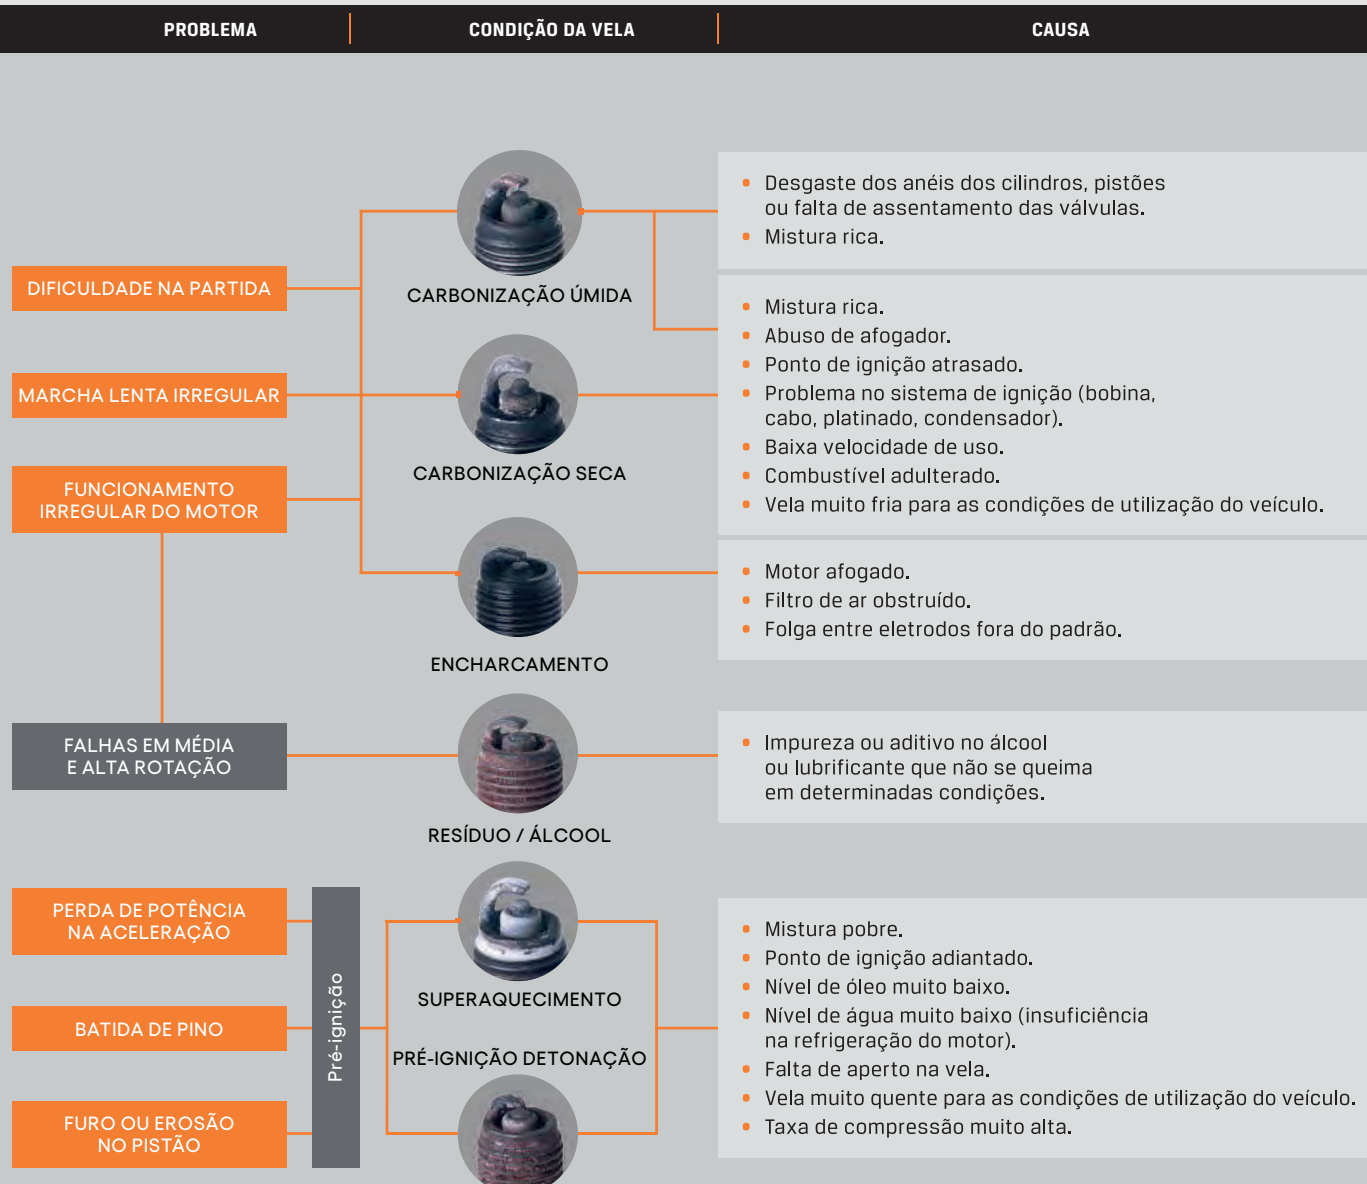 PROBLEMA
CONDIÇÃO DA VELA
CAUSA
DIFICULDADE NA PARTIDA
MARCHA LENTA IRREGULAR
FUNCIONAMENTO
IRREGULAR DO MOTOR
FALHAS EM MÉDIA
E ALTA ROTAÇÃO
PERDA DE POTÊNCIA
NA ACELERAÇÃO
BATIDA DE PINO
FURO OU EROSÃO
NO PISTÃO
Pré-ignição
CARBONIZAÇÃO ÚMIDA
CARBONIZAÇÃO SECA
ENCHARCAMENTO
RESÍDUO / ÁLCOOL
SUPERAQUECIMENTO
PRÉ-IGNIÇÃO DETONAÇÃO
• Desgaste dos anéis dos cilindros, pistões
ou falta de assentamento das válvulas.
• Mistura rica.
• Mistura rica.
• Abuso de afogador.
• Ponto de ignição atrasado.
• Problema no sistema de ignição (bobina,
cabo, platinado, condensador).
• Baixa velocidade de uso.
• Combustível adulterado.
• Vela muito fria para as condições de utilização do veículo.
• Motor afogado.
• Filtro de ar obstruído.
• Folga entre eletrodos fora do padrão.
• Impureza ou aditivo no álcool
ou lubrificante que não se queima
em determinadas condições.
• Mistura pobre.
• Ponto de ignição adiantado.
• Nível de óleo muito baixo.
• Nível de água muito baixo (insuficiência
na refrigeração do motor).
• Falta de aperto na vela.
• Vela muito quente para as condições de utilização do veículo.
• Taxa de compressão muito alta.